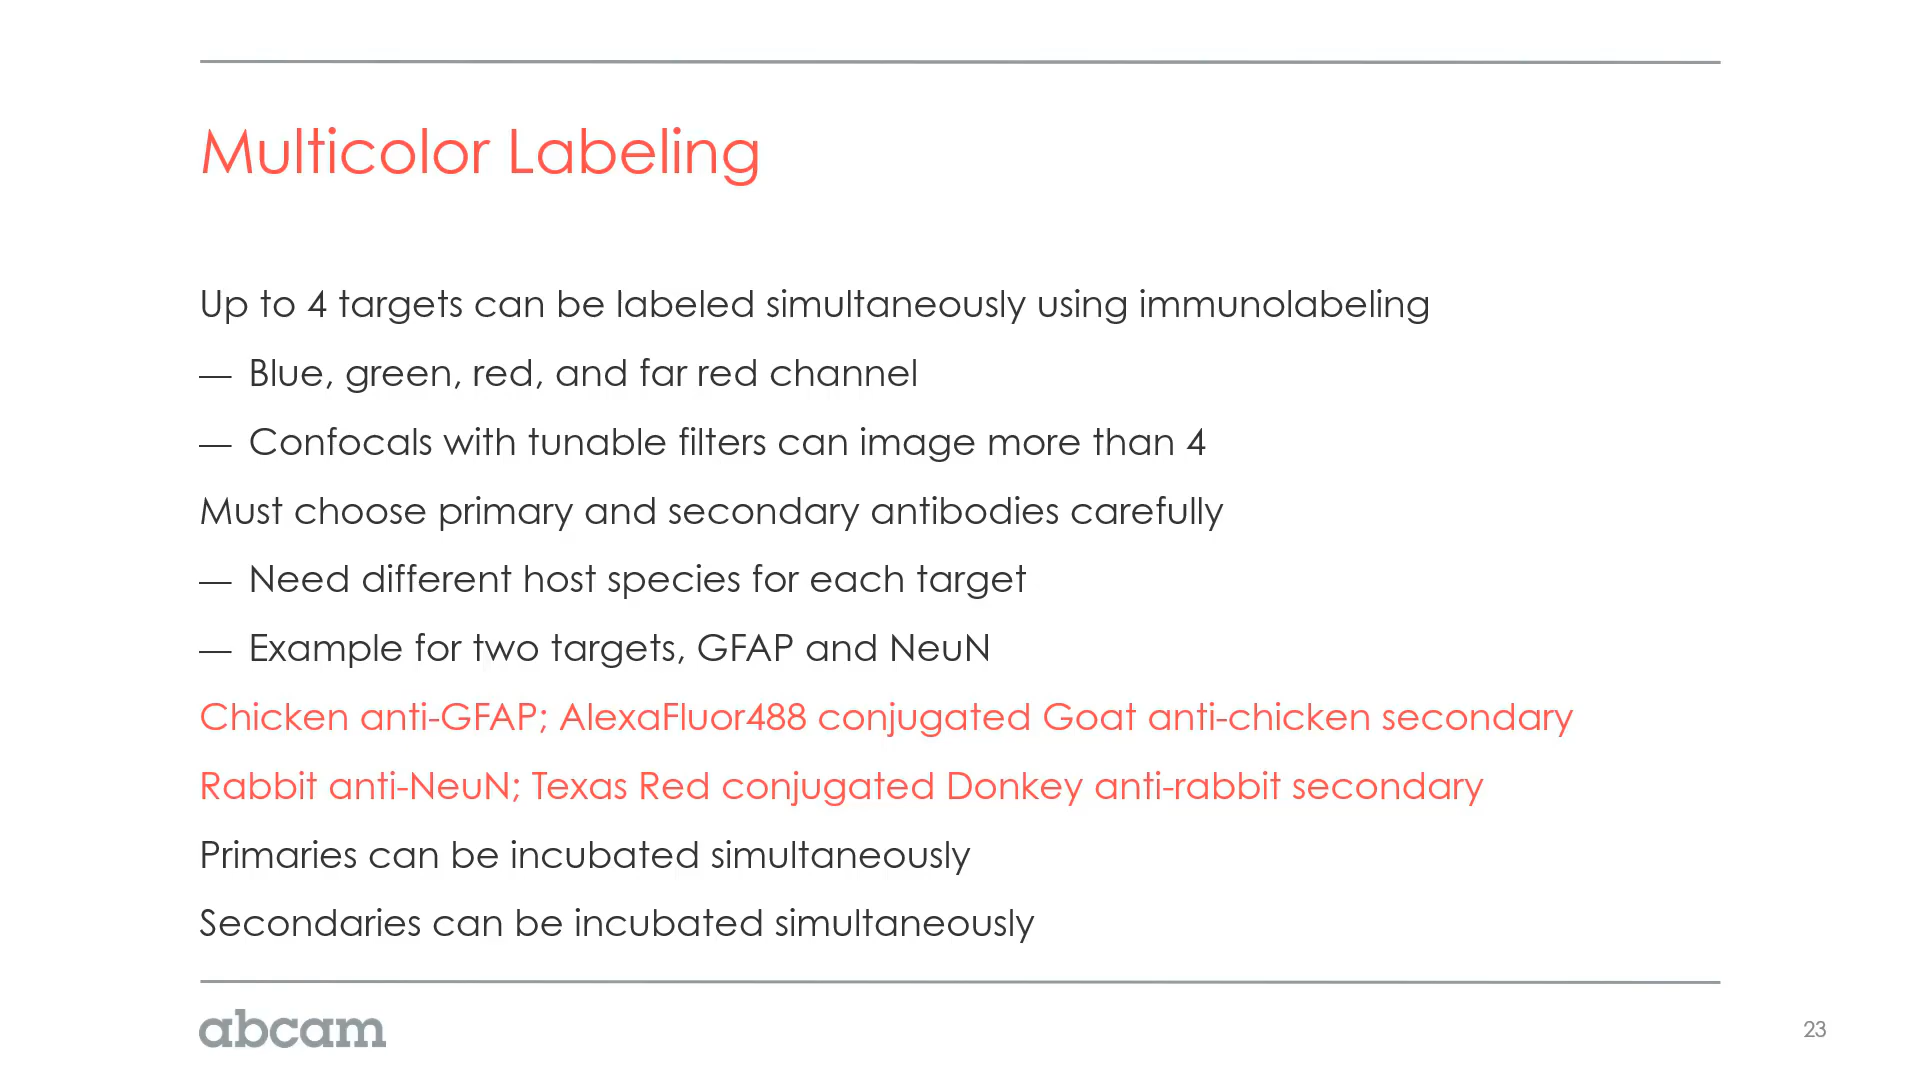 Multicolor Labeling
Up to 4 targets can be labeled simultaneously using immunolabeling
— Blue, green, red, and far red channel
— Confocals with tunable filters can image more than 4
Must choose primary and secondary antibodies carefully
— Need different host species for each target
— Example for two targets, GFAP and NeuN
Chicken anti-GFAP; AlexaFluor488 conjugated Goat anti-chicken secondary
Rabbit anti-NeuN; Texas Red conjugated Donkey anti-rabbit secondary
Primaries can be incubated simultaneously
Secondaries can be incubated simultaneously
abcam
23